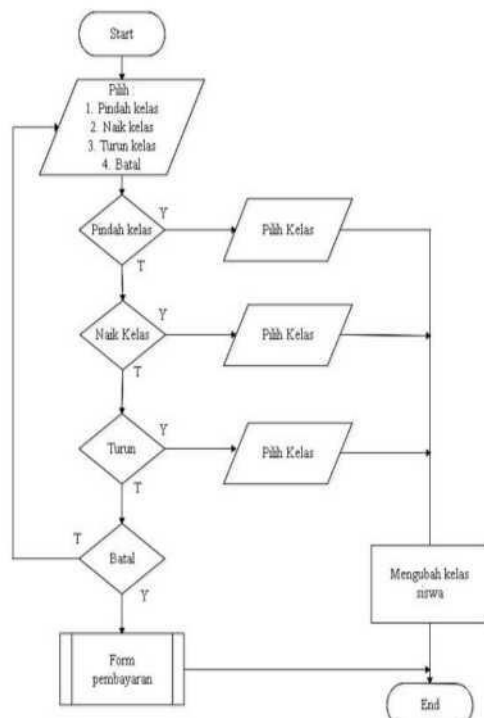 Start
Pilih :
1. Pindah kelas
2. Naik kelas
3. Turun kelas
4. Batal
Pindah kelas
Y
Pilih Kelas
T
Naik Kelas
Y
Pilih Kelas
T
Turun
Y
Pilih Kelas
T
T
Batal
Y
Mengubah kelas
siswa
Form
pembayaran
End